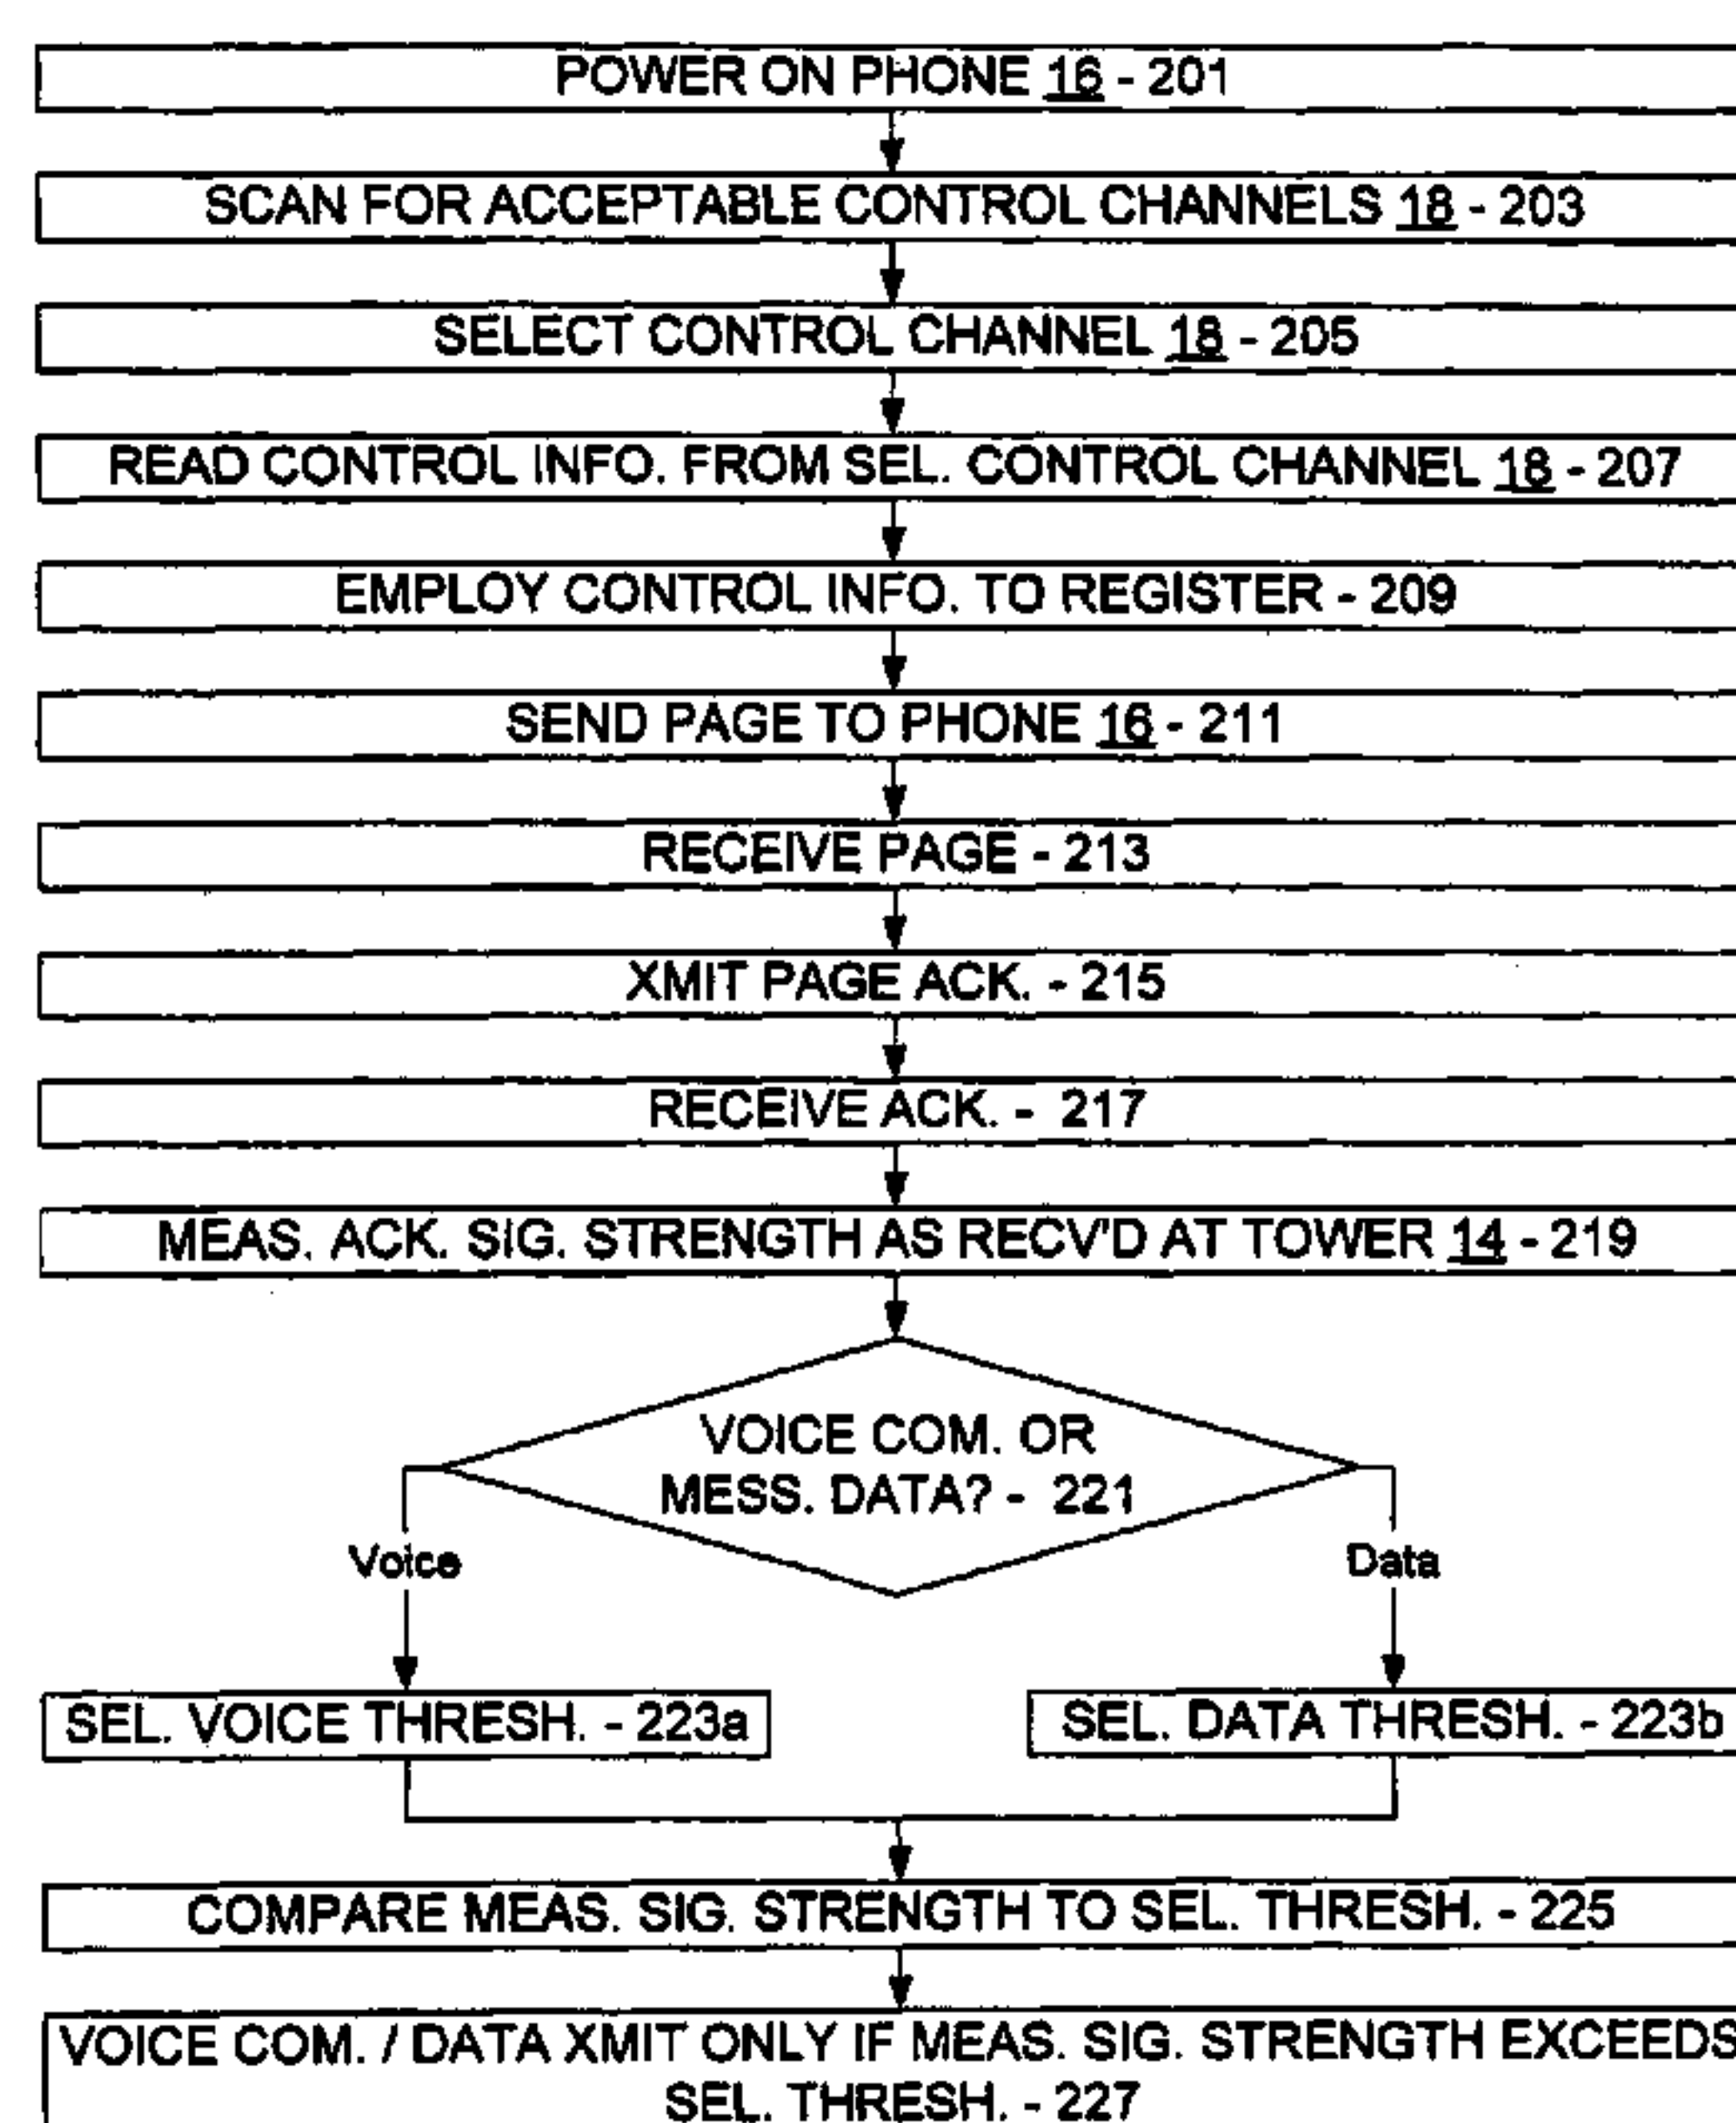 POWER ON PHONE 16 - 201
SCAN FOR ACCEPTABLE CONTROL CHANNELS 18 - 203
SELECT CONTROL CHANNEL 18 - 205
READ CONTROL INFO. FROM SEL. CONTROL CHANNEL 18 - 207
EMPLOY CONTROL INFO. TO REGISTER - 209
SEND PAGE TO PHONE 16 - 211
RECEIVE PAGE - 213
XMIT PAGE ACK. - 215
RECEIVE ACK. - 217
MEAS. ACK. SIG. STRENGTH AS RECV'D AT TOWER 14 - 219
VOICE COM. OR
MESS. DATA? - 221
Voice
Data
SEL. VOICE THRESH. - 223a
SEL. DATA THRESH. - 223b
COMPARE MEAS. SIG. STRENGTH TO SEL. THRESH. - 225
VOICE COM. / DATA XMIT ONLY IF MEAS. SIG. STRENGTH EXCEEDS
SEL. THRESH. - 227